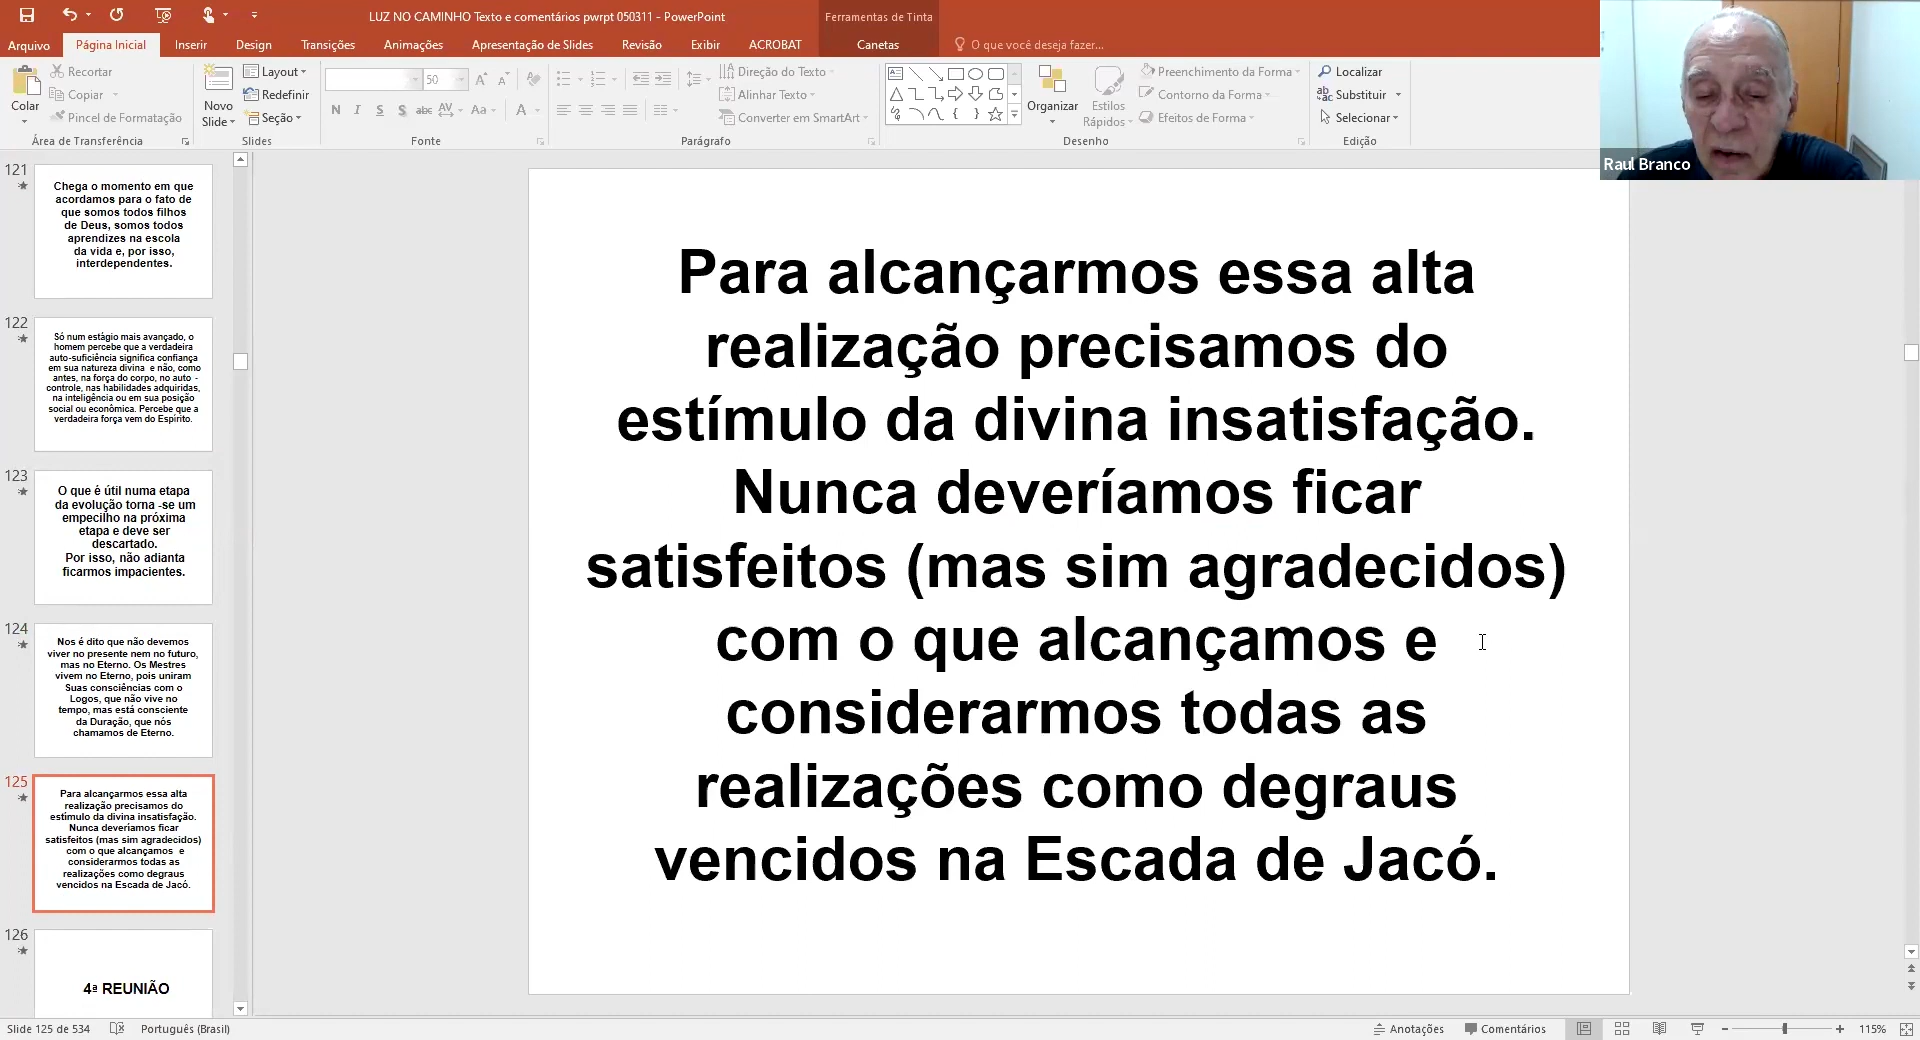 LUZ NO CAMINHO Texto e comentários pwrpt 050311 - PowerPoint
Ferramentas de Tinta
Arquivo
Página Inicial
Inserir
Design
Transições
Animações
Apresentação de Slides
Revisão
Exibir
ACROBAT
Canetas
O que você deseja fazer...
Colar
Recortar
Copiar
Pincel de Formatação
Área de Transferência
Novo
Slide
Layout
Redefinir
Seção
Slides
50
N I S S abc AV Aa A
Fonte
Direção do Texto
Alinhar Texto
Converter em SmartArt
Parágrafo
Organizar
Estilos
Rápidos
Preenchimento da Forma
Contorno da Forma
Efeitos de Forma
Desenho
Localizar
Substituir
Selecionar
Edição
Raul Branco
121
Chega o momento em que
acordamos para o fato de
que somos todos filhos
de Deus, somos todos
aprendizes na escola
da vida e, por isso,
interdependentes.
122
Só num estágio mais avançado, o
homem percebe que a verdadeira
auto-suficiência significa confiança
em sua natureza divina e não, como
antes, na força do corpo, no auto -
controle, nas habilidades adquiridas,
na inteligência ou em sua posição
social ou econômica. Percebe que a
verdadeira força vem do Espírito.
123
O que é útil numa etapa
da evolução torna -se um
empecilho na próxima
etapa e deve ser
descartado.
Por isso, não adianta
ficarmos impacientes.
124
Nos é dito que não devemos
viver no presente nem no futuro,
mas no Eterno. Os Mestres
vivem no Eterno, pois uniram
Suas consciências com o
Logos, que não vive no
tempo, mas está consciente
da Duração, que nós
chamamos de Eterno.
125
Para alcançarmos essa alta
realização precisamos do
estímulo da divina insatisfação.
Nunca deveríamos ficar
satisfeitos (mas sim agradecidos)
com o que alcançamos e
considerarmos todas as
realizações como degraus
vencidos na Escada de Jacó.
126
4ª REUNIÃO
Para alcançarmos essa alta
realização precisamos do
estímulo da divina insatisfação.
Nunca deveríamos ficar
satisfeitos (mas sim agradecidos)
com o que alcançamos e
considerarmos todas as
realizações como degraus
vencidos na Escada de Jacó.
Slide 125 de 534
Português (Brasil)
Anotações
Comentários
115%